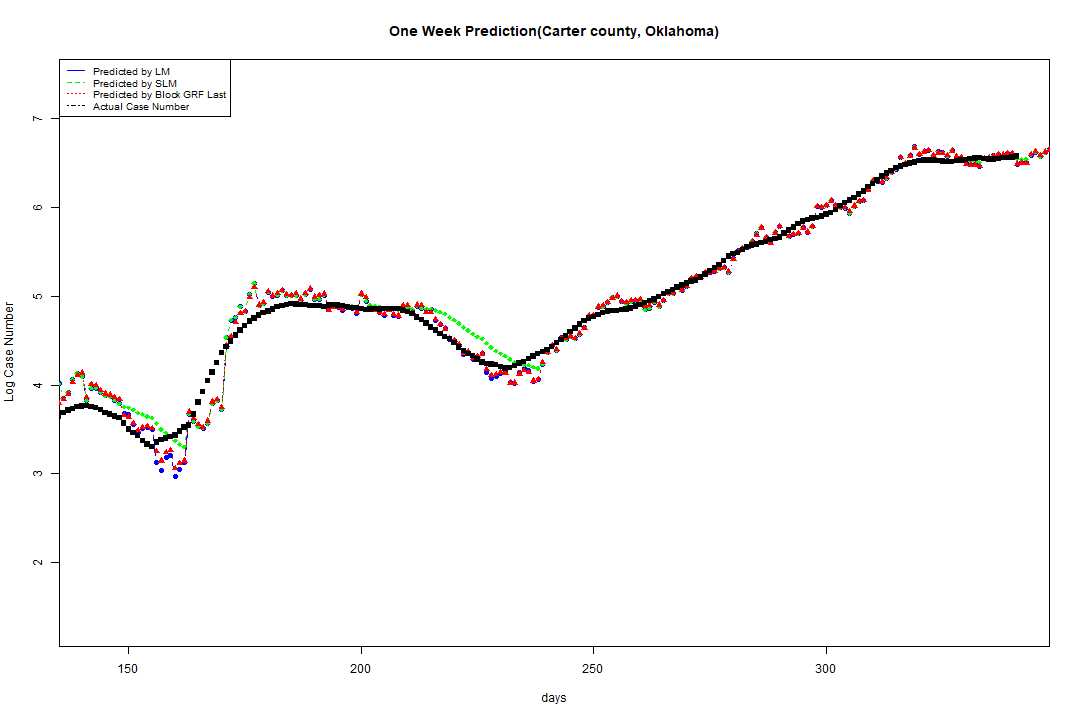 One Week Prediction(Carter county, Oklahoma)
Predicted by LM
Predicted by SLM
Predicted by Block GRF Last
Actual Case Number
7
6
5
4
3
2
Log Case Number
150 200 250 300
days